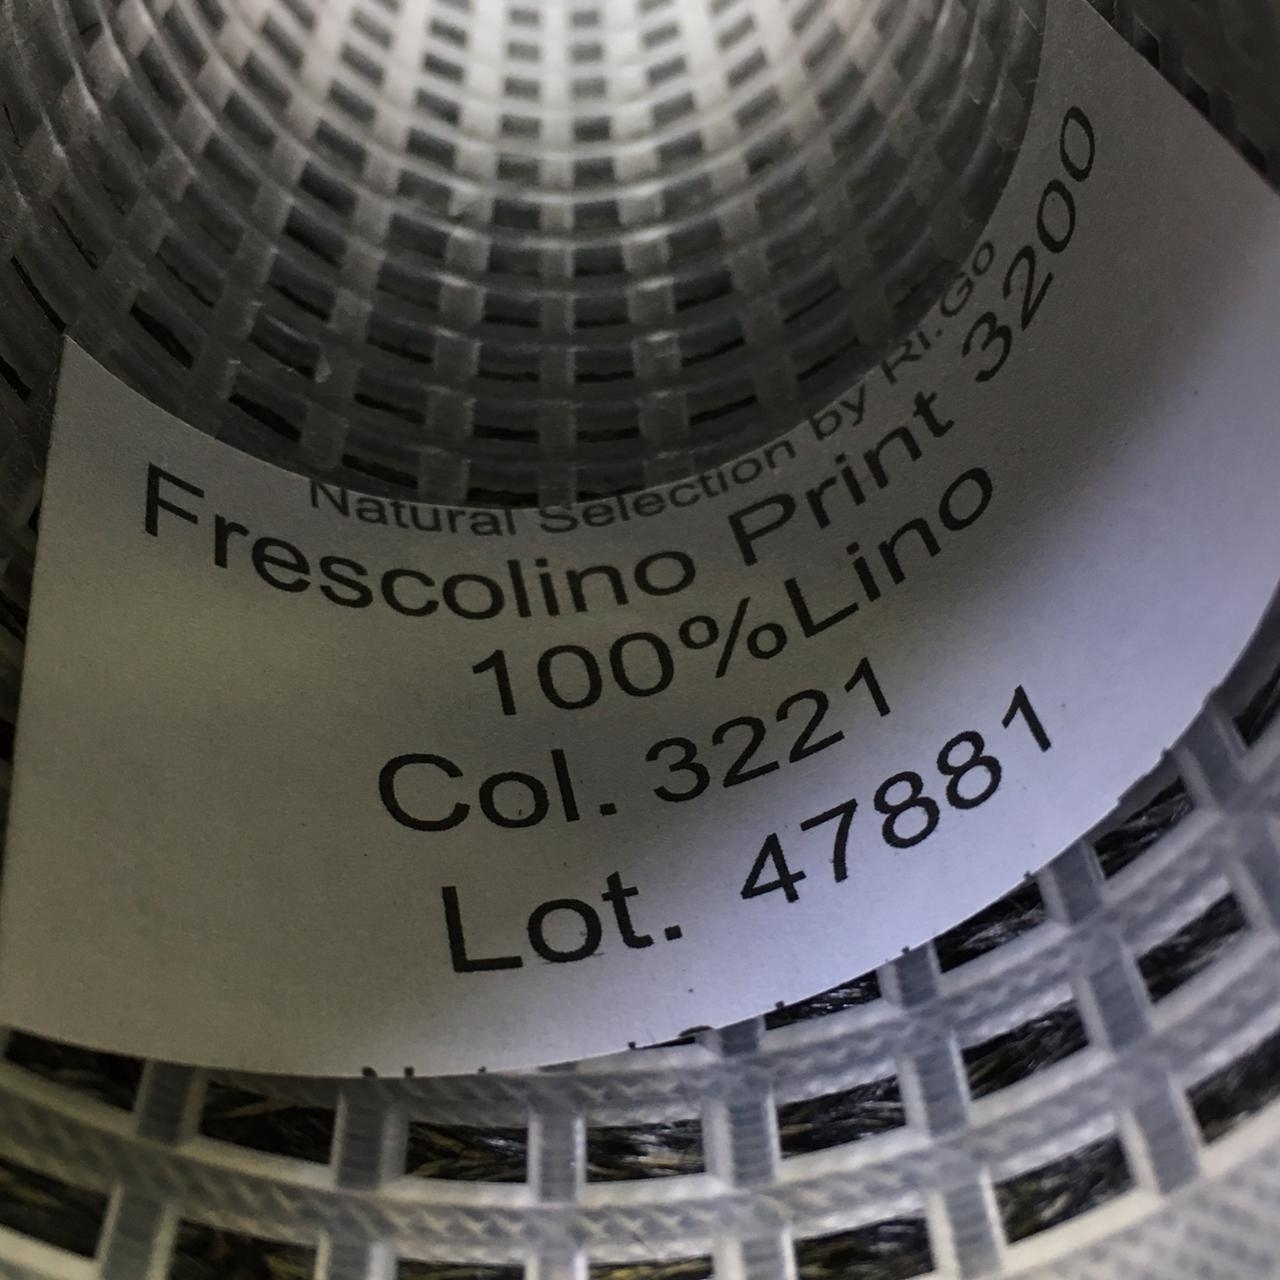 Natural Selection by Ri.Go
Frescolino Print 3200
100%Lino
Col. 3221
Lot. 47881